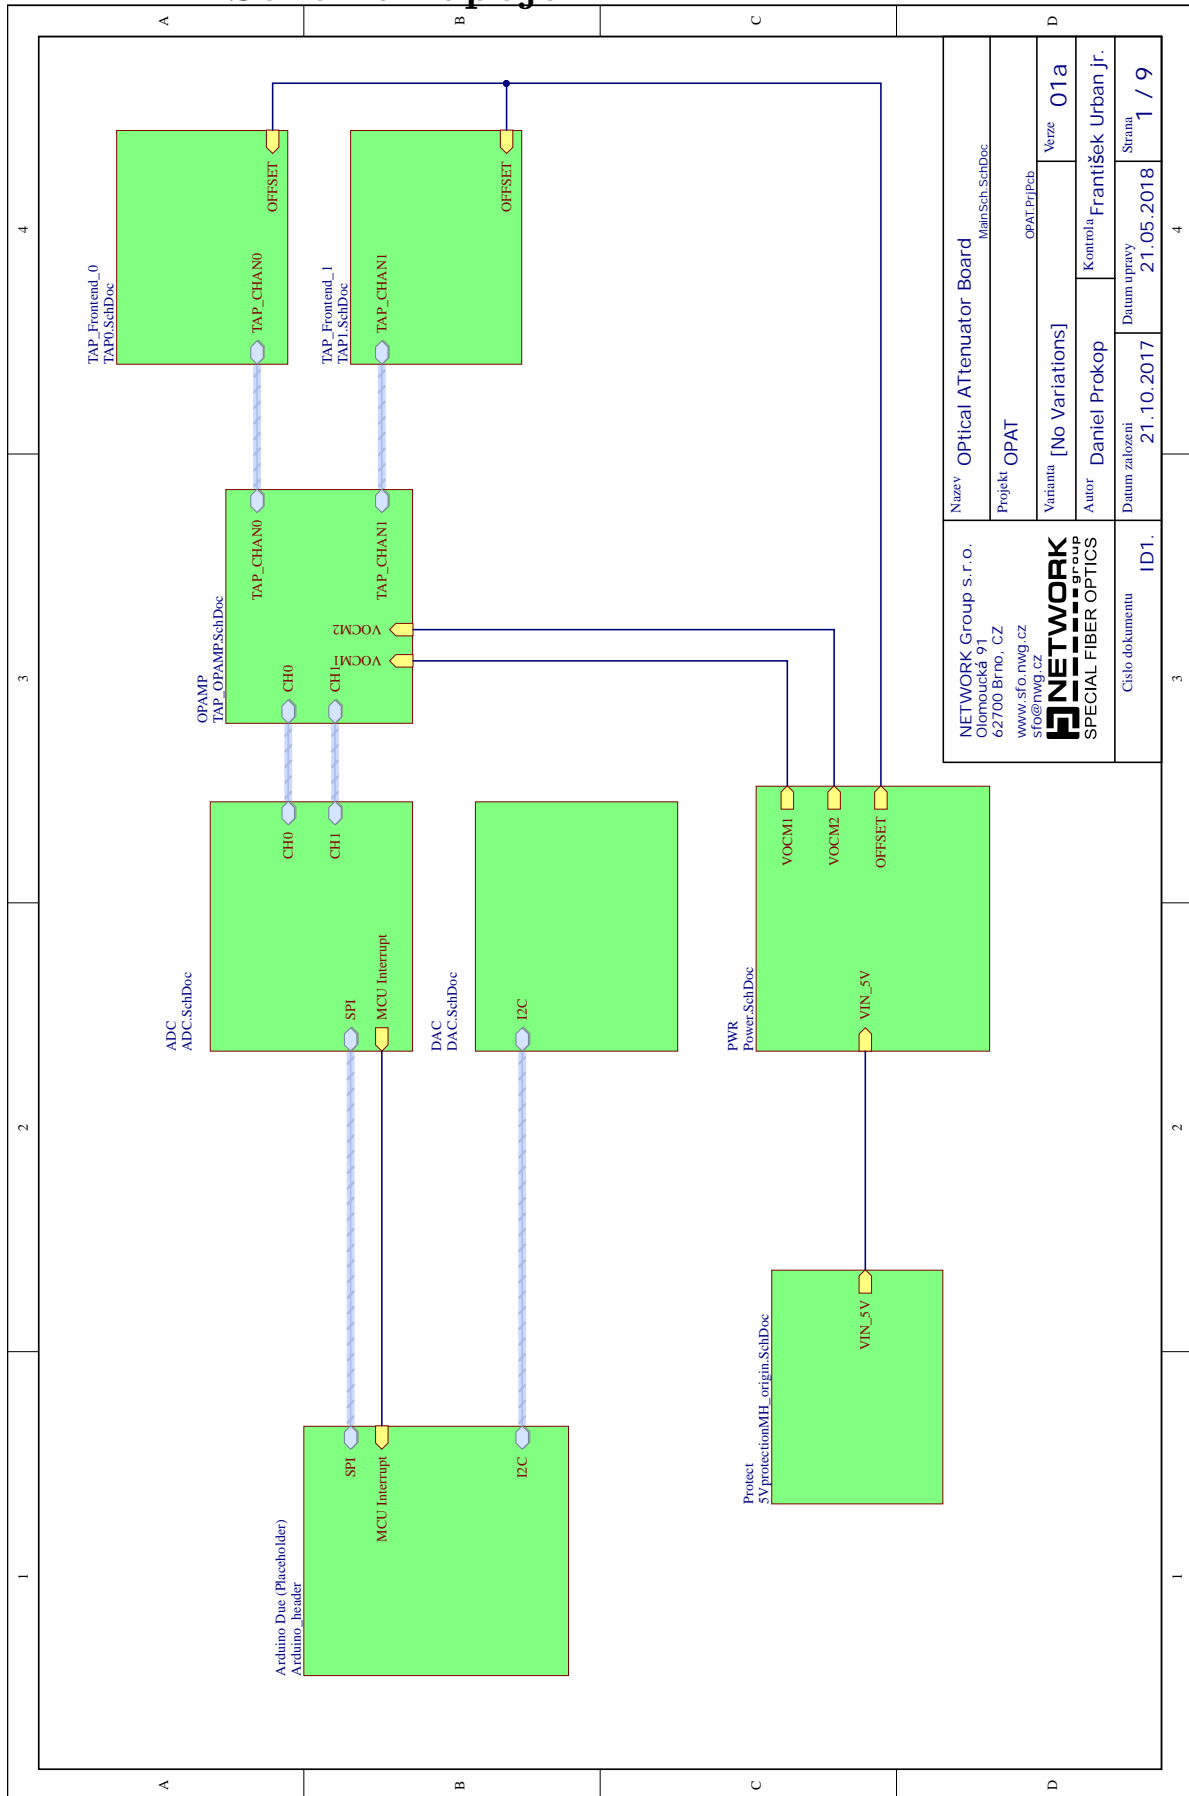 TAP_Frontend_0
TAP0.SchDoc
TAP_CHAN0
OFFSET
TAP_Frontend_1
TAP1.SchDoc
TAP_CHAN1
OFFSET
OPAMP
TAP_OPAMP.SchDoc
TAP_CHAN0
TAP_CHAN1
CH0
CH1
VOCM1
VOCM2
ADC
ADC.SchDoc
CH0
CH1
SPI
MCU Interrupt
DAC
DAC.SchDoc
I2C
Arduino Due (Placeholder)
Arduino_header
SPI
MCU Interrupt
I2C
PWR
Power.SchDoc
VIN_5V
VOCM1
VOCM2
OFFSET
Protect
5VprotectionMH_origin.SchDoc
VIN_5V
NETWORK Group s.r.o.
Olomoucká 91
62700 Brno, CZ
www.sfo.nwg.cz
sfo@nwg.cz
NETWORK
group
SPECIAL FIBER OPTICS
Cislo dokumentu ID1.
Nazev OPtical ATtenuator Board
MainSch.SchDoc
Projekt OPAT
OPAT.PrjPcb
Varianta [No Variations]
Verze 01a
Autor Daniel Prokop
Kontrola František Urban jr.
Datum zalozeni 21.10.2017
Datum upravy 21.05.2018
Strana 1 / 9
1
2
3
4
1
2
3
4
A
B
C
D
A
B
C
D